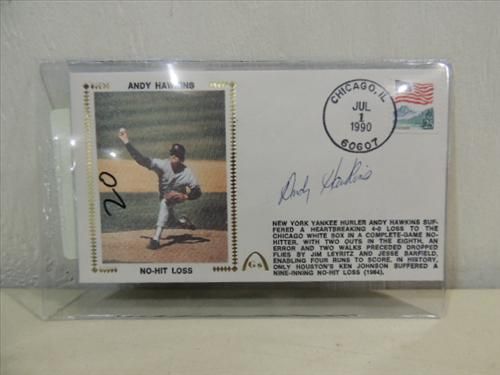 ANDY HAWKINS
20
NO-HIT LOSS
CHICAGO, IL
JUL
1
1990
60607
Andy Hawkins
Gs
NEW YORK YANKEE HURLER ANDY HAWKINS SUF-
FERED A HEARTBREAKING 4-0 LOSS TO THE
CHICAGO WHITE SOX IN A COMPLETE-GAME NO-
HITTER, WITH TWO OUTS IN THE EIGHTH, AN
ERROR AND TWO WALKS PRECEDED DROPPED
FLIES BY JIM LEYRITZ AND JESSE BARFIELD,
ENABLING FOUR RUNS TO SCORE. IN HISTORY,
ONLY HOUSTON'S KEN JOHNSON SUFFERED A
NINE-INNING NO-HIT LOSS (1964).